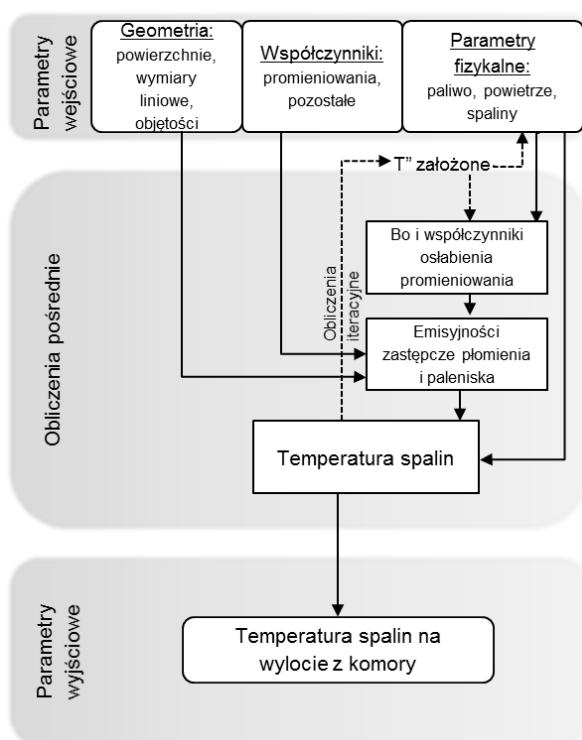 Parametry
wejściowe
Geometria:
powierzchnie,
wymiary
liniowe,
objętości
Współczynniki:
promieniowania,
pozostałe
Parametry
fizykalne:
paliwo, powietrze,
spaliny
T” założone
Obliczenia pośrednie
Obliczenia
iteracyjne
Bo i współczynniki
osłabienia
promieniowania
Emisyjności
zastępcze płomienia
i paleniska
Temperatura spalin
Parametry
wyjściowe
Temperatura spalin na
wylocie z komory